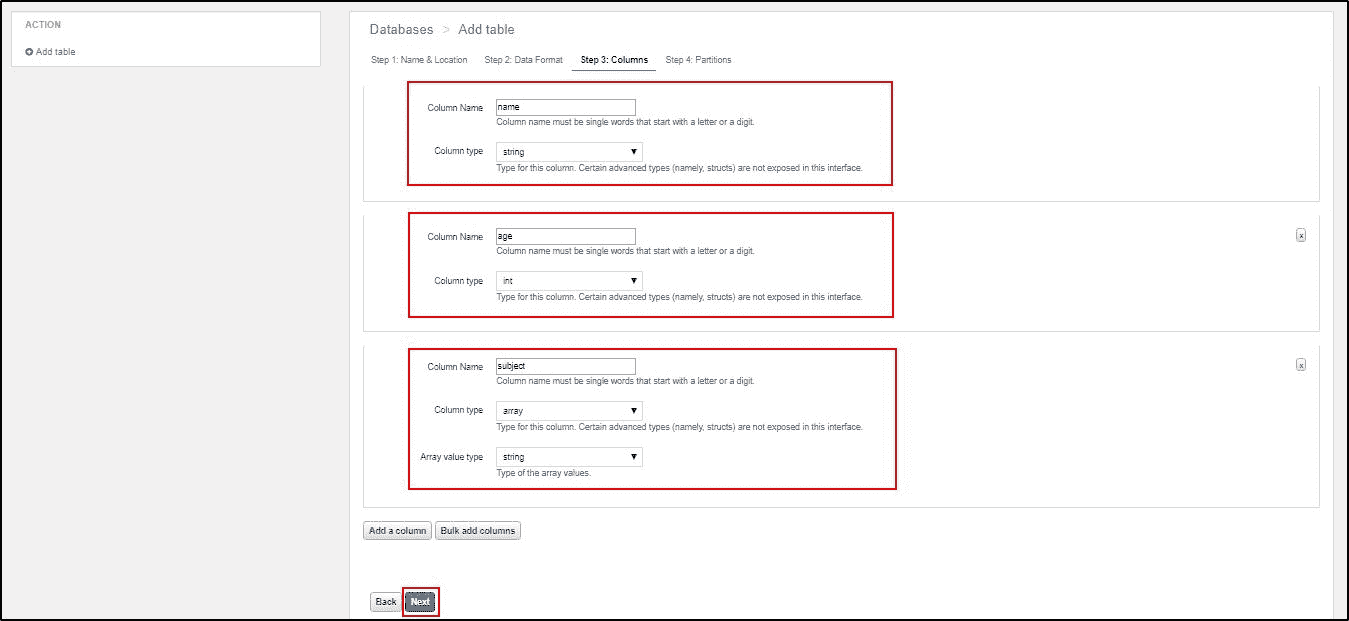 ACTION
Add table
Databases > Add table
Step 1: Name & Location Step 2: Data Format Step 3: Columns Step 4: Partitions
Column Name name
Column name must be single words that start with a letter or a digit.
Column type string
Type for this column. Certain advanced types (namely, structs) are not exposed in this interface.
Column Name age
x
Column name must be single words that start with a letter or a digit.
Column type int
Type for this column. Certain advanced types (namely, structs) are not exposed in this interface.
Column Name subject
x
Column name must be single words that start with a letter or a digit.
Column type array
Type for this column. Certain advanced types (namely, structs) are not exposed in this interface.
Array value type string
Type of the array values.
Add a column Bulk add columns
Back Next